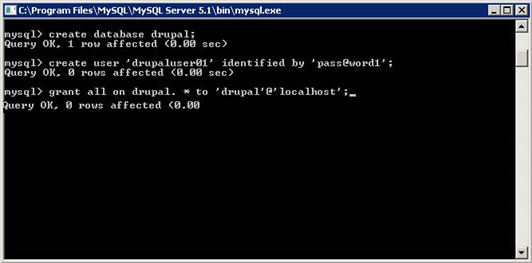 C:\Program Files\MySQL\MySQL Server 5.1\bin\mysql.exe
mysql> create database drupal;
Query OK, 1 row affected (0.00 sec)
mysql> create user 'drupaluser01' identified by 'pass@word1';
Query OK, 0 rows affected (0.00 sec)
mysql> grant all on drupal. * to 'drupal'@'localhost';_
Query OK, 0 rows affected (0.00